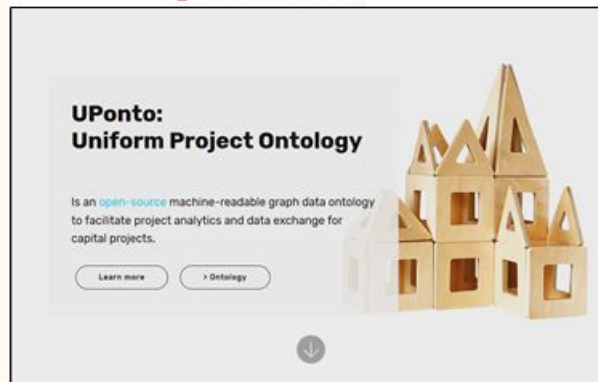 UPonto:
Uniform Project Ontology
Is an open-source machine-readable graph data ontology
to facilitate project analytics and data exchange for
capital projects.
Learn more
> Ontology